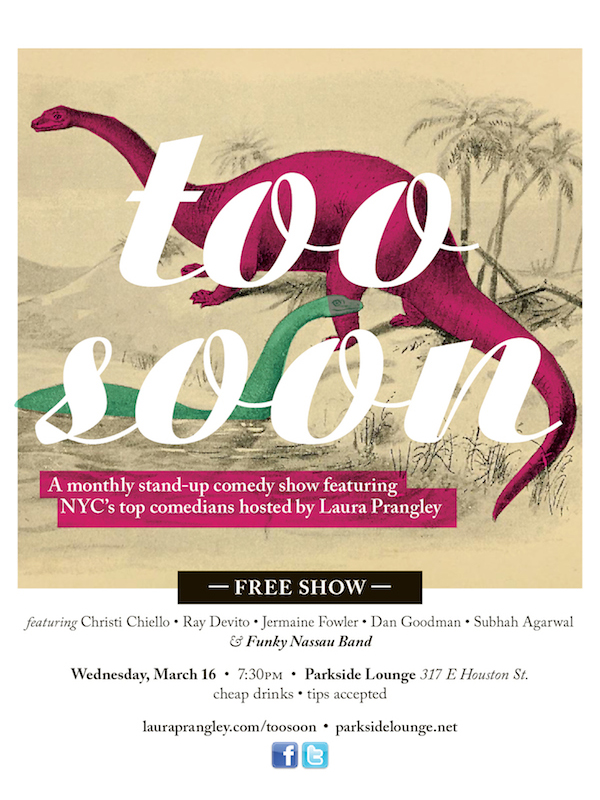 too
soon
A monthly stand-up comedy show featuring
NYC's top comedians hosted by Laura Prangley
— FREE SHOW —
featuring Christi Chiello • Ray Devito • Jermaine Fowler • Dan Goodman • Subhah Agarwal
& Funky Nassau Band
Wednesday, March 16 • 7:30PM • Parkside Lounge 317 E Houston St.
cheap drinks • tips accepted
lauraprangley.com/toosoon • parksidelounge.net
f t